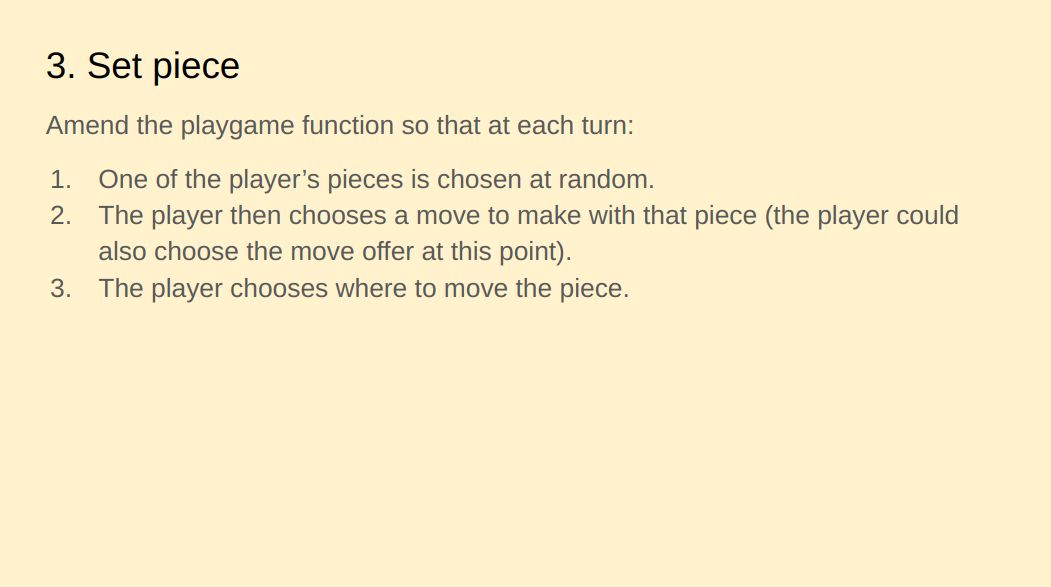 3. Set piece
Amend the playgame function so that at each turn:
1. One of the player’s pieces is chosen at random.
2. The player then chooses a move to make with that piece (the player could
also choose the move offer at this point).
3. The player chooses where to move the piece.